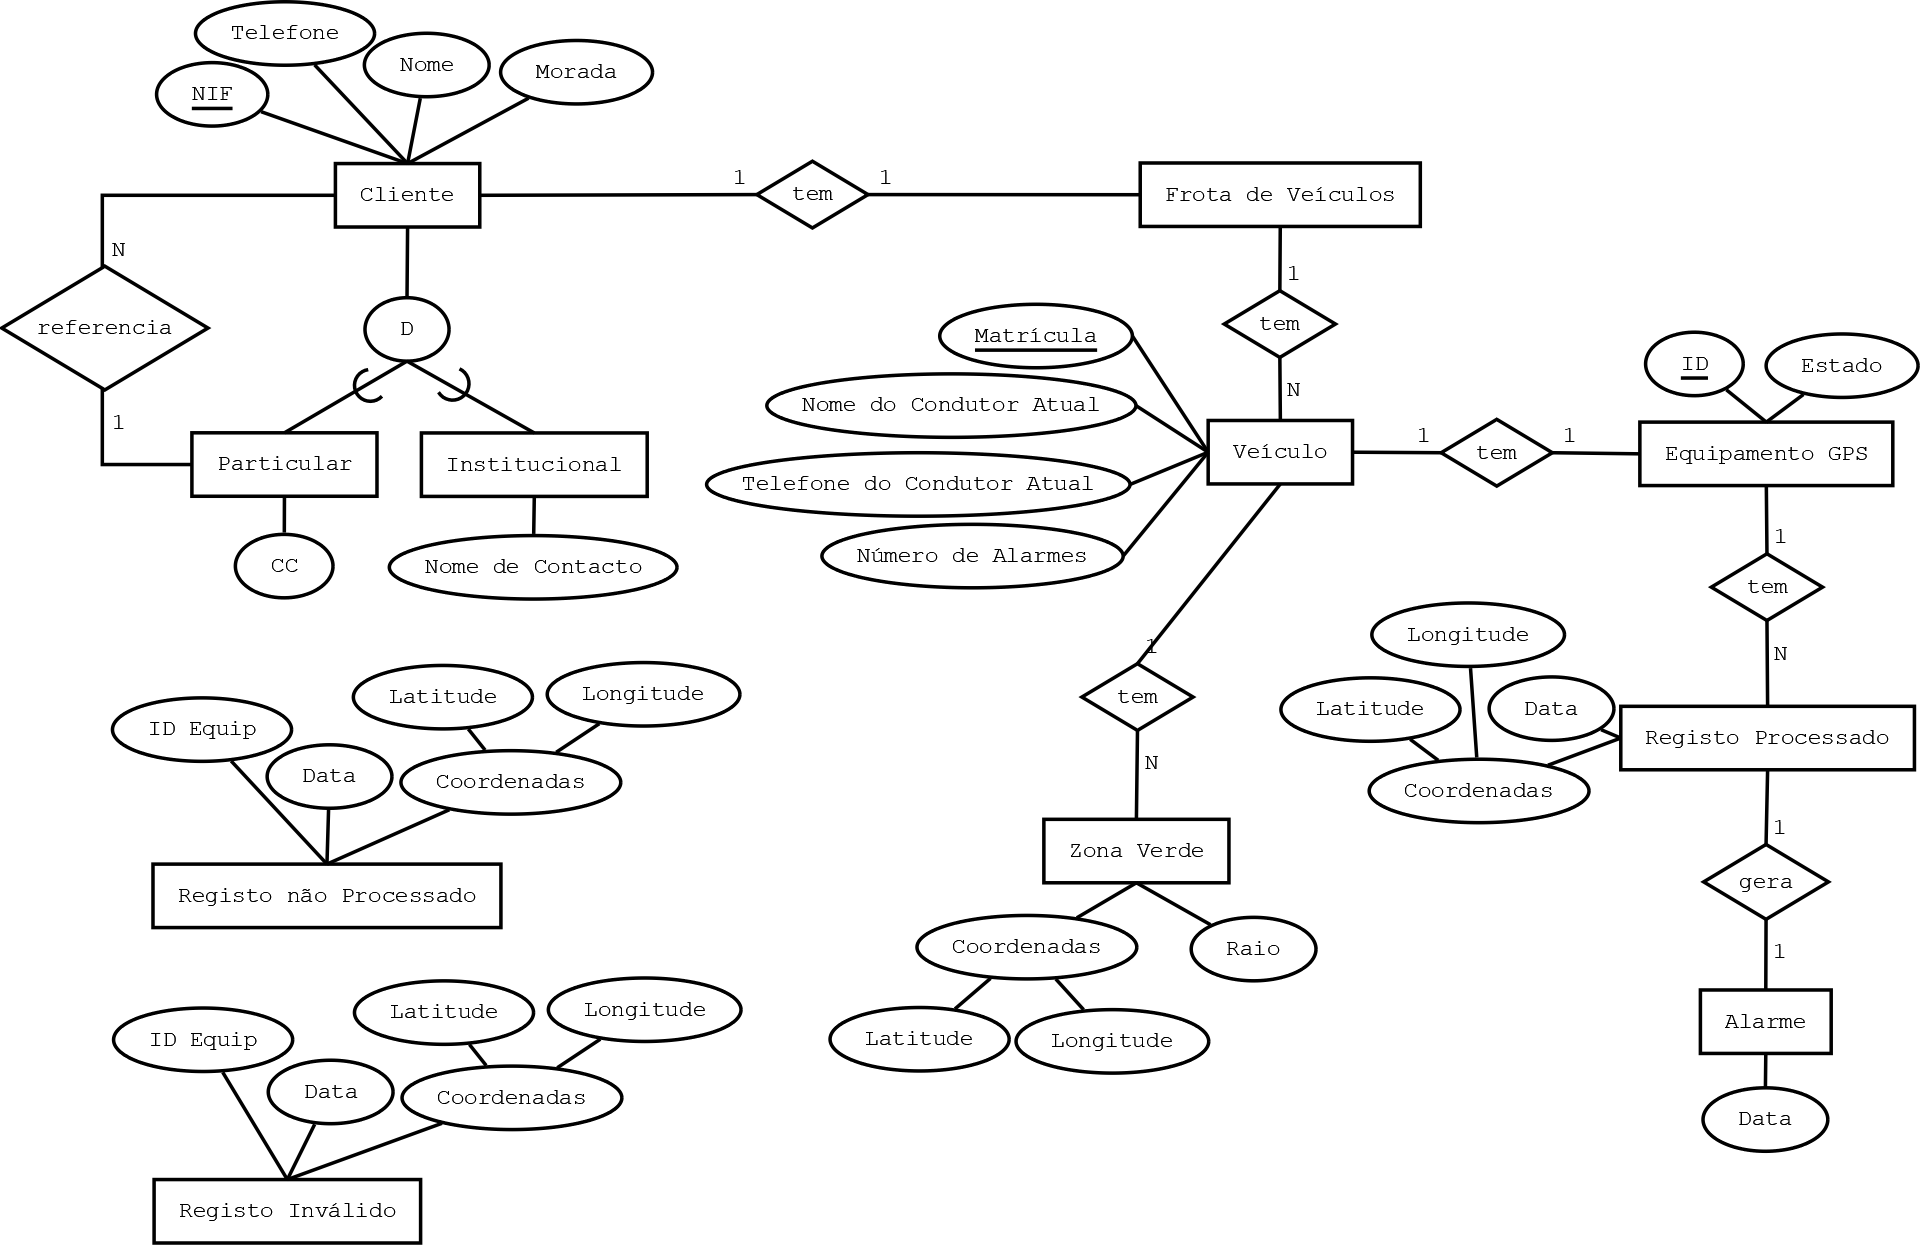 Telefone
Nome
Morada
NIF
Cliente
1
tem
1
Frota de Veículos
N
referencia
1
D
1
tem
N
Matrícula
Nome do Condutor Atual
Telefone do Condutor Atual
Número de Alarmes
Veículo
1
tem
1
ID
Estado
Equipamento GPS
Particular
Institucional
CC
Nome de Contacto
1
tem
N
Longitude
Latitude
Data
Coordenadas
Registo Processado
1
tem
N
Zona Verde
Coordenadas
Raio
Latitude
Longitude
1
gera
1
Alarme
Data
Latitude
Longitude
ID Equip
Data
Coordenadas
Registo não Processado
Latitude
Longitude
ID Equip
Data
Coordenadas
Registo Inválido